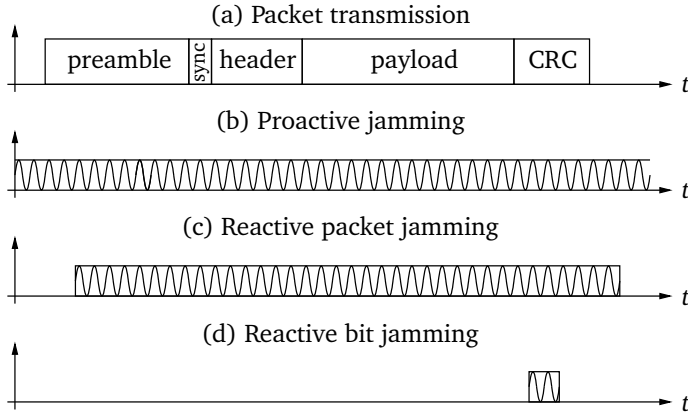 (a) Packet transmission
preamble sync header payload CRC
t
(b) Proactive jamming
t
(c) Reactive packet jamming
t
(d) Reactive bit jamming
t